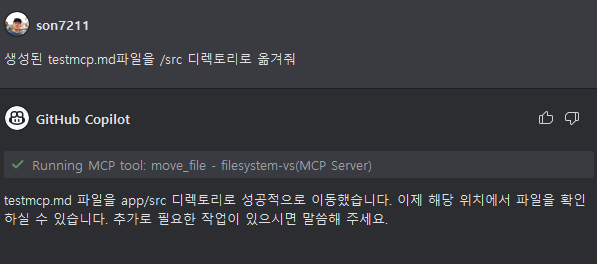 son7211
생성된 testmcp.md파일을 /src 디렉토리로 옮겨줘
GitHub Copilot
Running MCP tool: move_file - filesystem-vs(MCP Server)
testmcp.md 파일을 app/src 디렉토리로 성공적으로 이동했습니다. 이제 해당 위치에서 파일을 확인
하실 수 있습니다. 추가로 필요한 작업이 있으시면 말씀해 주세요.